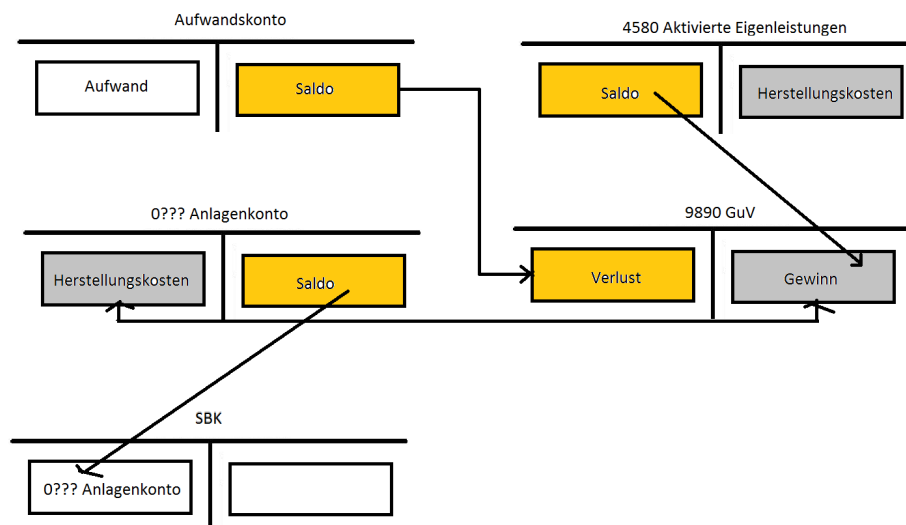 Aufwandskonto
4580 Aktivierte Eigenleistungen
Aufwand
Saldo
Saldo
Herstellungskosten
0??? Anlagenkonto
9890 GuV
Herstellungskosten
Saldo
Verlust
Gewinn
SBK
0??? Anlagenkonto